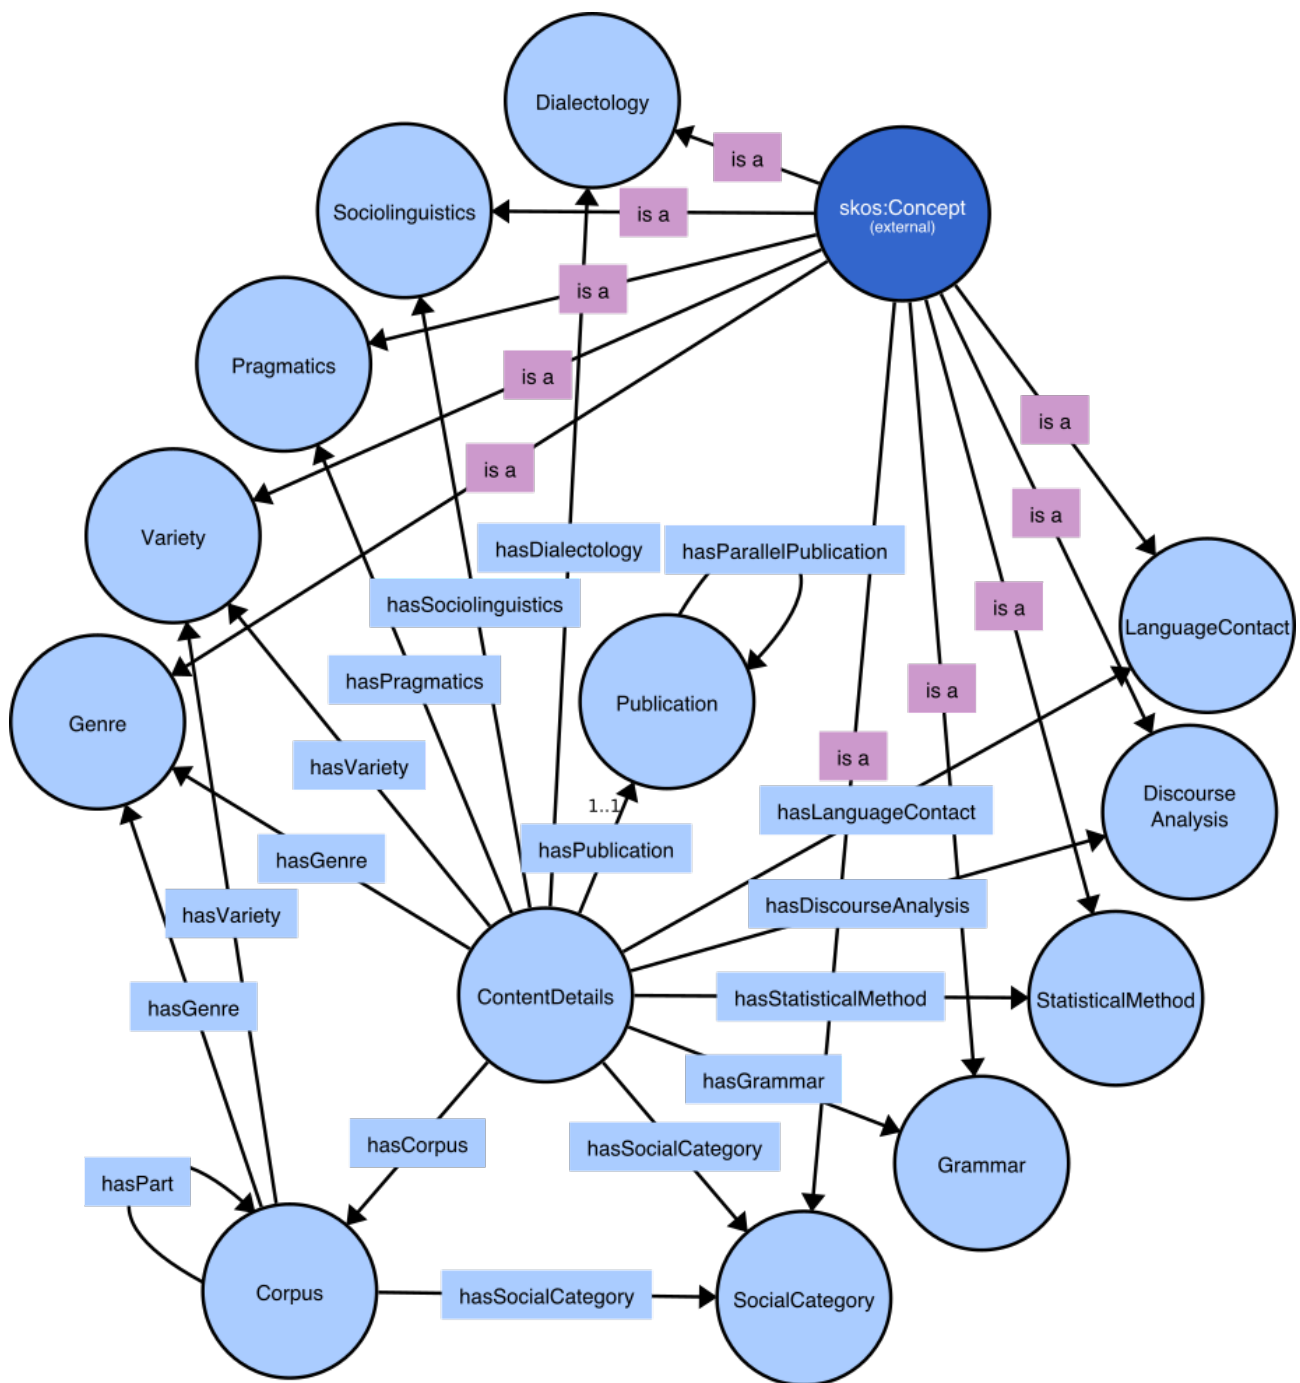 Dialectology
is a
skos:Concept
(external)
Sociolinguistics
is a
is a
Pragmatics
is a
is a
is a
is a
Variety
hasDialectology
hasParallelPublication
hasSociolinguistics
is a
LanguageContact
hasPragmatics
is a
Genre
Publication
hasVariety
is a
1..1
hasLanguageContact
Discourse
Analysis
hasGenre
hasPublication
hasVariety
hasDiscourseAnalysis
ContentDetails
hasStatisticalMethod
StatisticalMethod
hasGenre
hasGrammar
hasCorpus
hasSocialCategory
Grammar
hasPart
Corpus
hasSocialCategory
SocialCategory